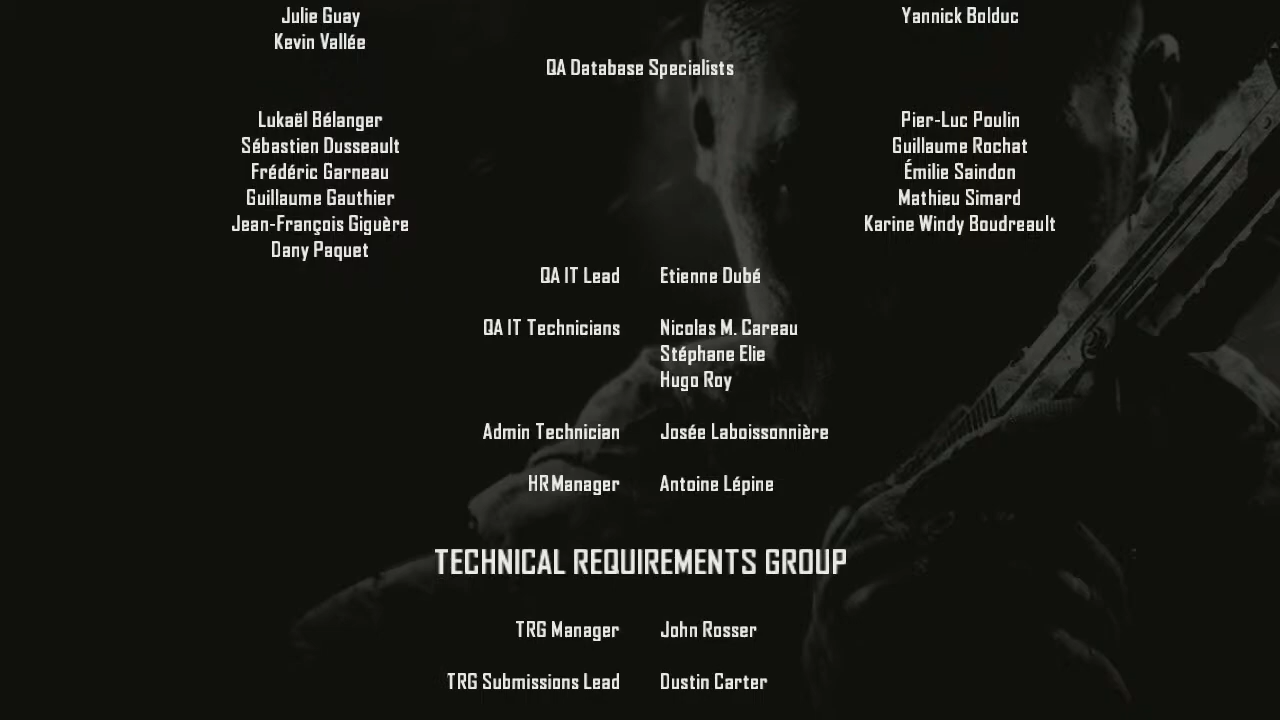 Julie Guay Yannick Bolduc
Kevin Vallée
QA Database Specialists
Lukaël Bélanger Pier-Luc Poulin
Sébastien Dusseault Guillaume Rochat
Frédéric Garneau Émilie Saindon
Guillaume Gauthier Mathieu Simard
Jean-François Giguère Karine Windy Boudreault
Dany Paquet
QA IT Lead Etienne Dubé
QA IT Technicians Nicolas M. Careau
Stéphane Elie
Hugo Roy
Admin Technician Josée Laboissonnière
HR Manager Antoine Lépine
TECHNICAL REQUIREMENTS GROUP
TRG Manager John Rosser
TRG Submissions Lead Dustin Carter